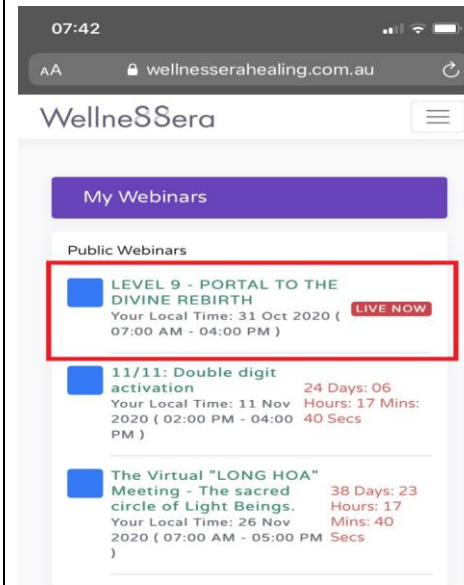 07:42
AA wellnesserahealing.com.au
Wellne88era
My Webinars
Public Webinars
LEVEL 9 - PORTAL TO THE
DIVINE REBIRTH
Your Local Time: 31 Oct 2020 (
07:00 AM - 04:00 PM )
LIVE NOW
11/11: Double digit
activation
Your Local Time: 11 Nov
2020 ( 02:00 PM - 04:00
PM )
24 Days: 06
Hours: 17 Mins:
40 Secs
The Virtual "LONG HOA"
Meeting - The sacred
circle of Light Beings.
Your Local Time: 26 Nov
2020 ( 07:00 AM - 05:00 PM
)
38 Days: 23
Hours: 17
Mins: 40
Secs